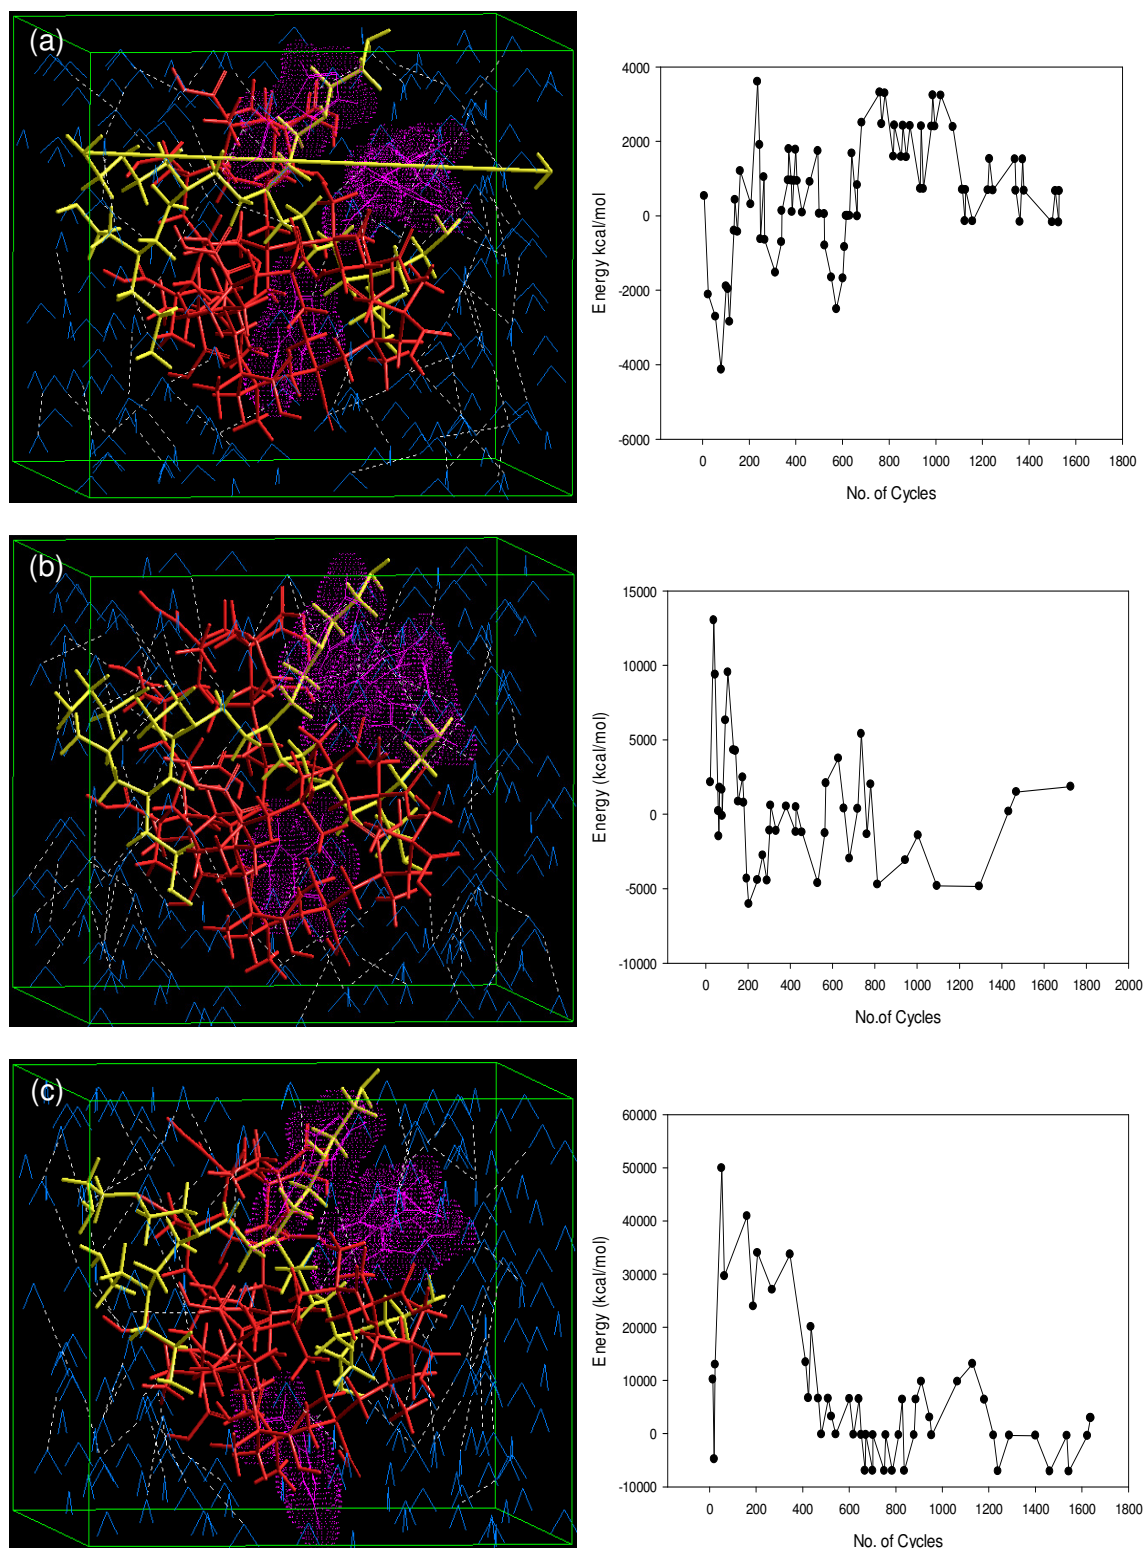 (a)
4000
2000
0
-2000
-4000
-6000
Energy kcal/mol
0 200 400 600 800 1000 1200 1400 1600 1800
No. of Cycles
(b)
15000
10000
5000
0
-5000
-10000
Energy (kcal/mol)
0 200 400 600 800 1000 1200 1400 1600 1800 2000
No.of Cycles
(c)
60000
50000
40000
30000
20000
10000
0
-10000
Energy (kcal/mol)
0 200 400 600 800 1000 1200 1400 1600 1800
No. of Cycles